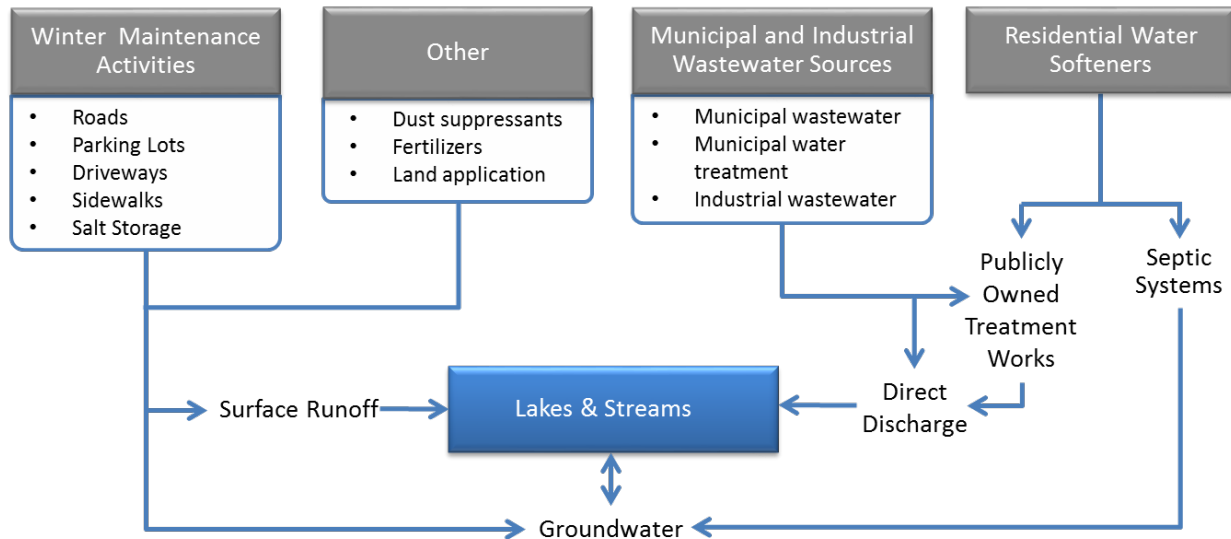 Winter Maintenance
Activities
• Roads
• Parking Lots
• Driveways
• Sidewalks
• Salt Storage
Other
• Dust suppressants
• Fertilizers
• Land application
Municipal and Industrial
Wastewater Sources
• Municipal wastewater
• Municipal water
treatment
• Industrial wastewater
Residential Water
Softeners
Publicly
Owned
Treatment
Works
Septic
Systems
Surface Runoff
Lakes & Streams
Direct
Discharge
Groundwater